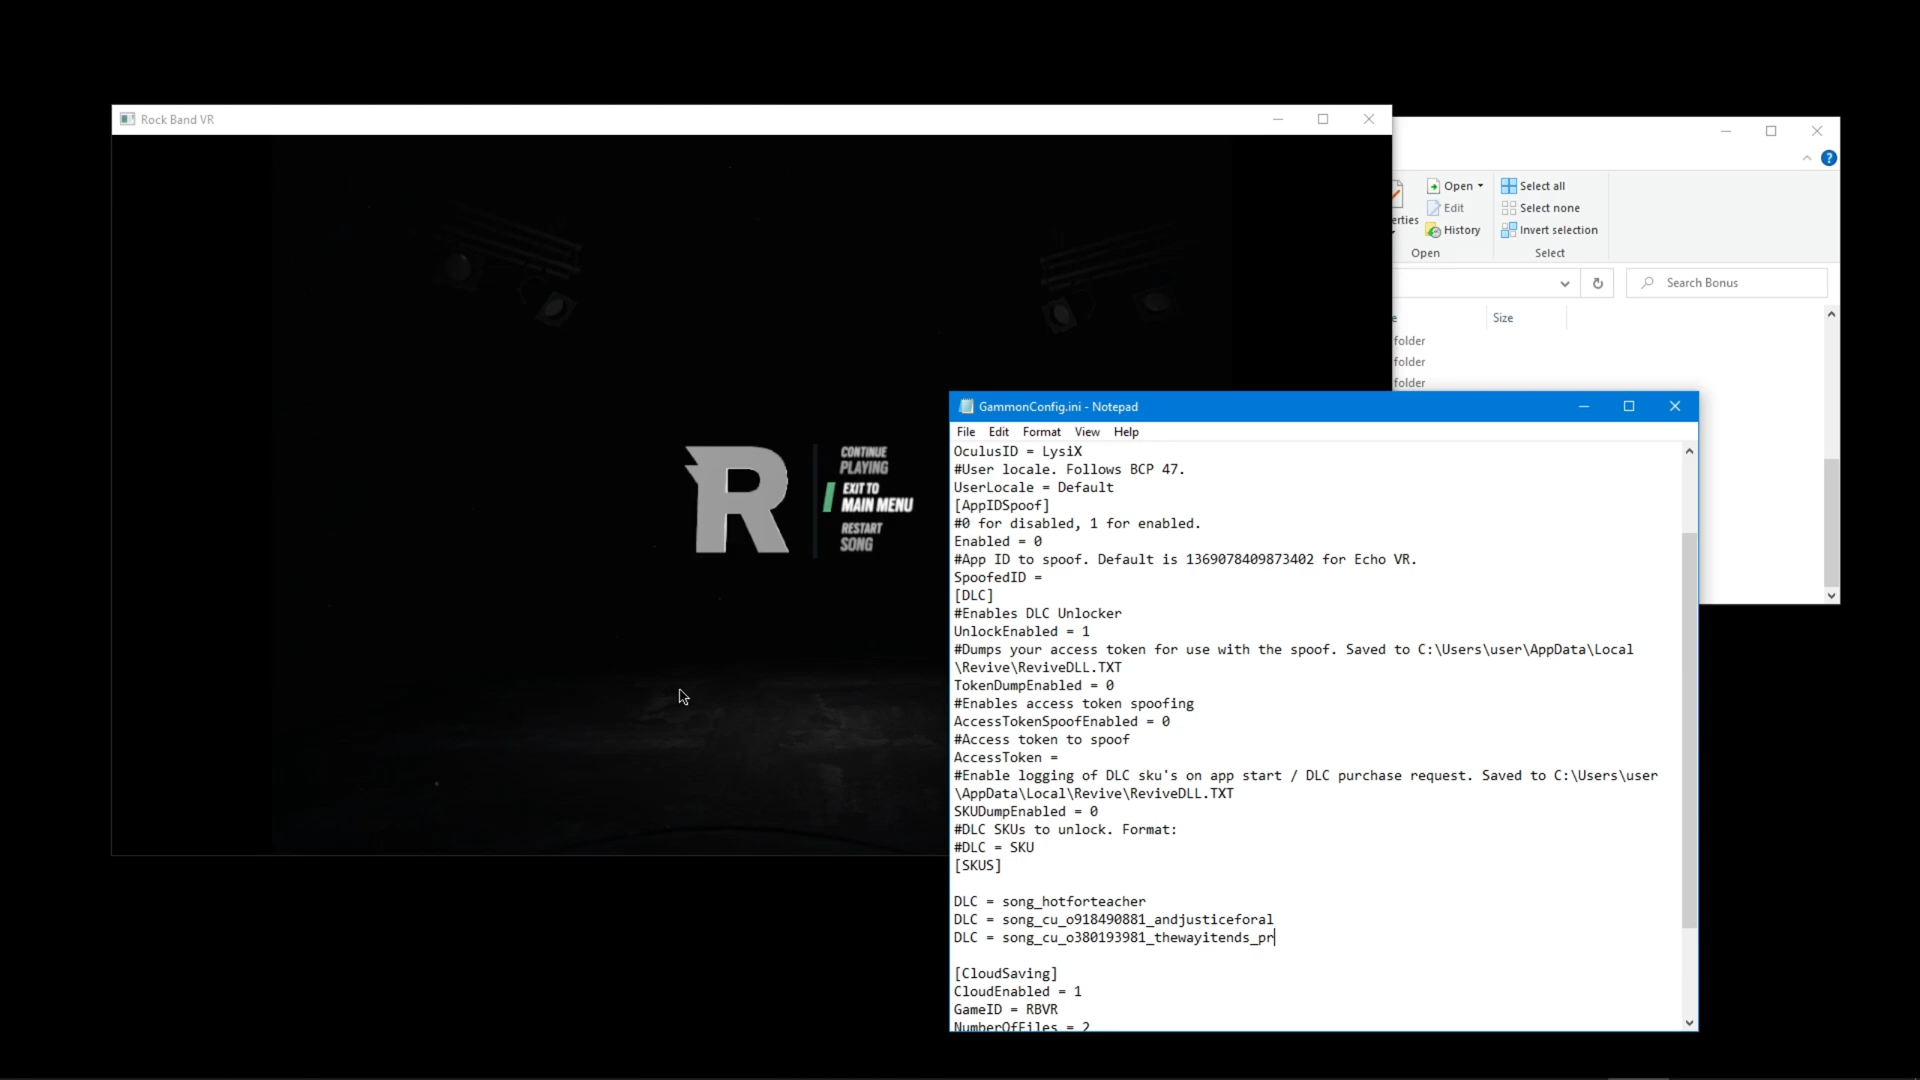 Rock Band VR
R
CONTINUE
PLAYING
EXIT TO
MAIN MENU
RESTART
SONG
erties
Open
Edit
History
Open
Select all
Select none
Invert selection
Select
Search Bonus
e
Size
folder
folder
folder
GammonConfig.ini - Notepad
File Edit Format View Help
OculusID = LysiX
#User locale. Follows BCP 47.
UserLocale = Default
[AppIDSpoof]
#0 for disabled, 1 for enabled.
Enabled = 0
#App ID to spoof. Default is 1369078409873402 for Echo VR.
SpoofedID =
[DLC]
#Enables DLC Unlocker
UnlockEnabled = 1
#Dumps your access token for use with the spoof. Saved to C:\Users\user\AppData\Local
\Revive\ReviveDLL.TXT
TokenDumpEnabled = 0
#Enables access token spoofing
AccessTokenSpoofEnabled = 0
#Access token to spoof
AccessToken =
#Enable logging of DLC sku's on app start / DLC purchase request. Saved to C:\Users\user
\AppData\Local\Revive\ReviveDLL.TXT
SKUDumpEnabled = 0
#DLC SKUs to unlock. Format:
#DLC = SKU
[SKUS]
DLC = song_hotforteacher
DLC = song_cu_o918490881_andjusticeforal
DLC = song_cu_o380193981_thewayitends_pr
[CloudSaving]
CloudEnabled = 1
GameID = RBVR
NumberOfFiles = 2